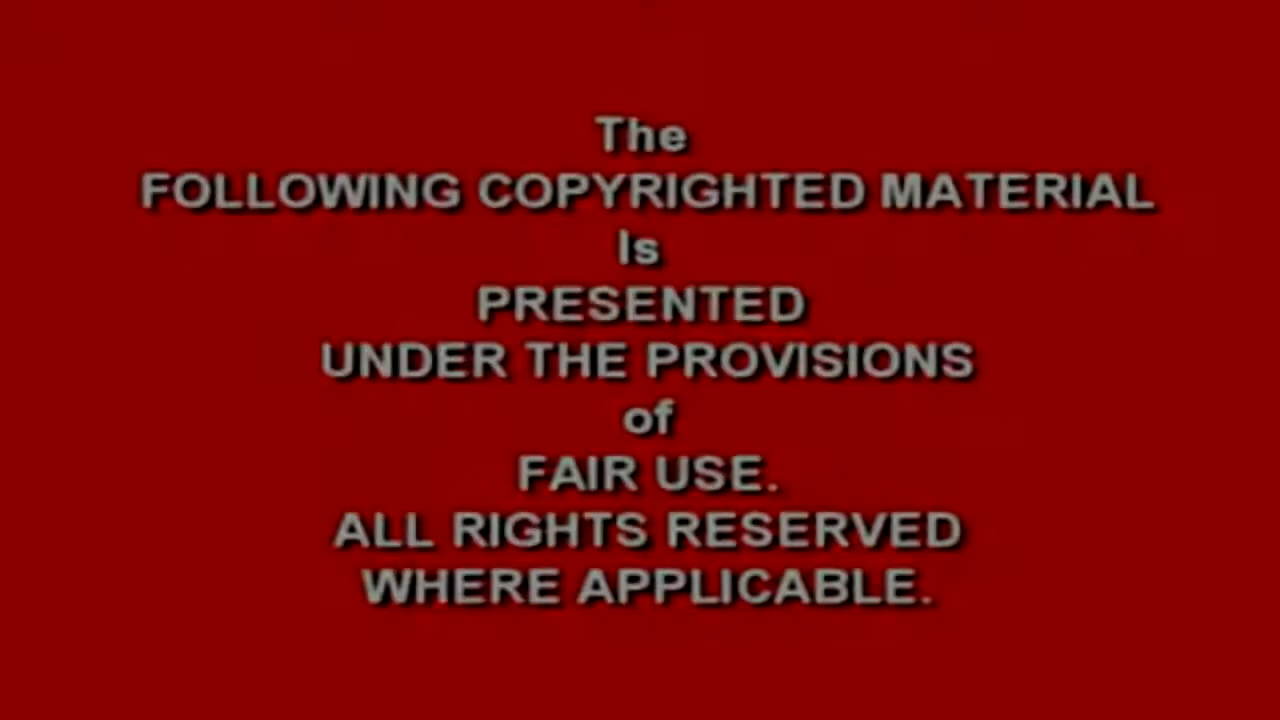 The
FOLLOWING COPYRIGHTED MATERIAL
Is
PRESENTED
UNDER THE PROVISIONS
of
FAIR USE.
ALL RIGHTS RESERVED
WHERE APPLICABLE.